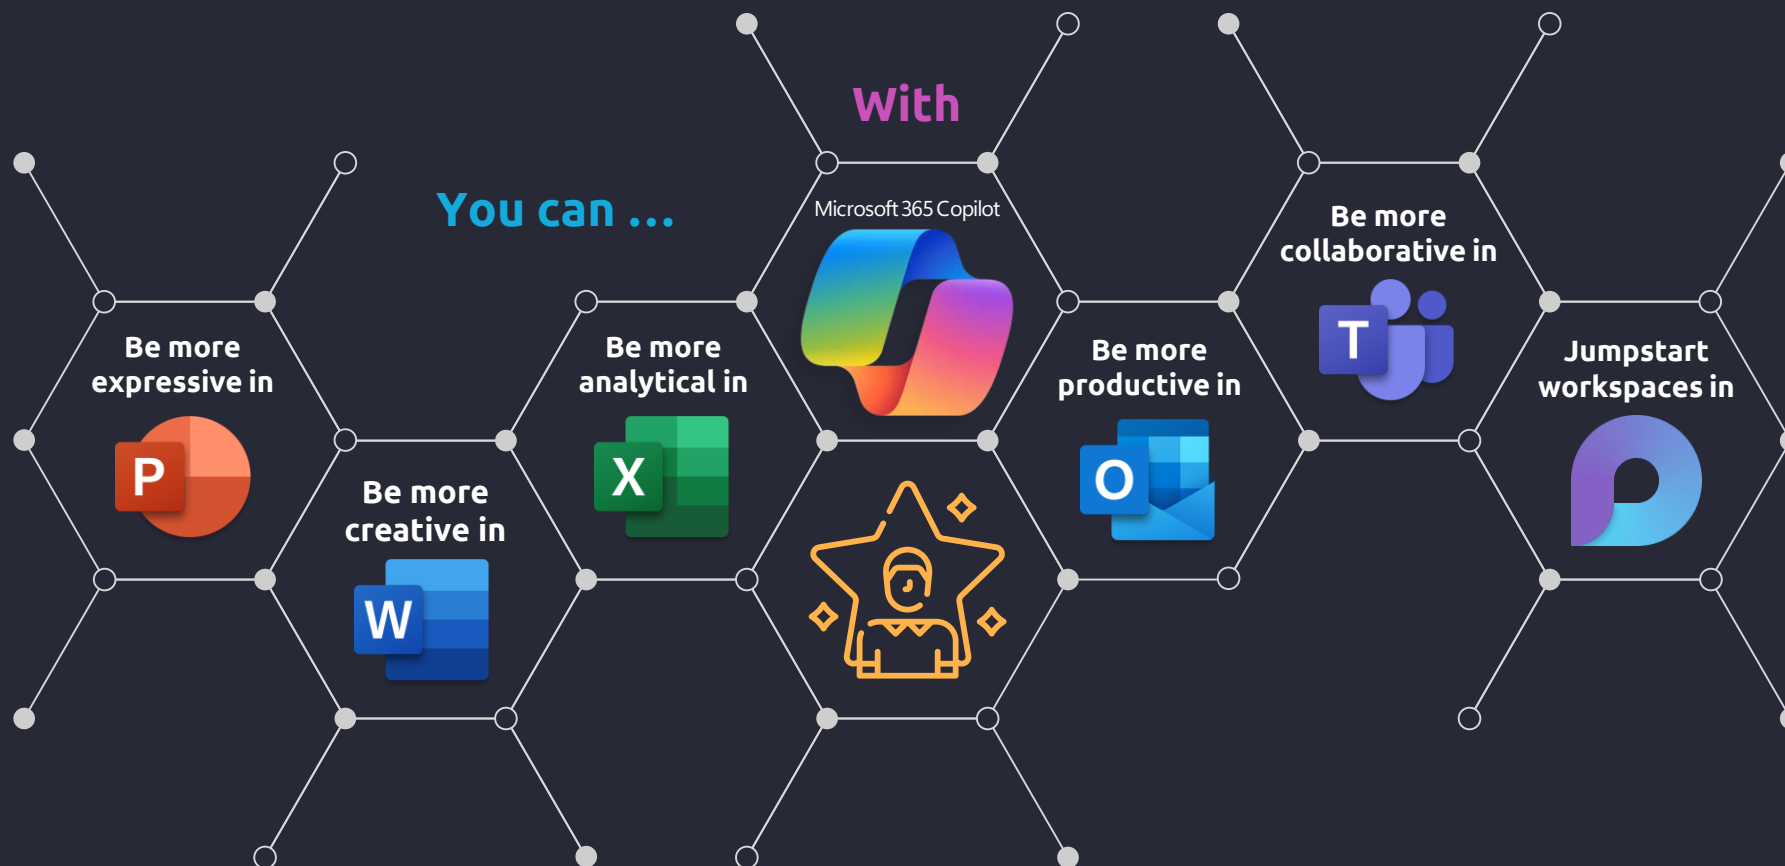 With
You can ...
Microsoft 365 Copilot
Be more
expressive in
P
Be more
creative in
W
Be more
analytical in
X
Be more
productive in
O
Be more
collaborative in
T
Jumpstart
workspaces in